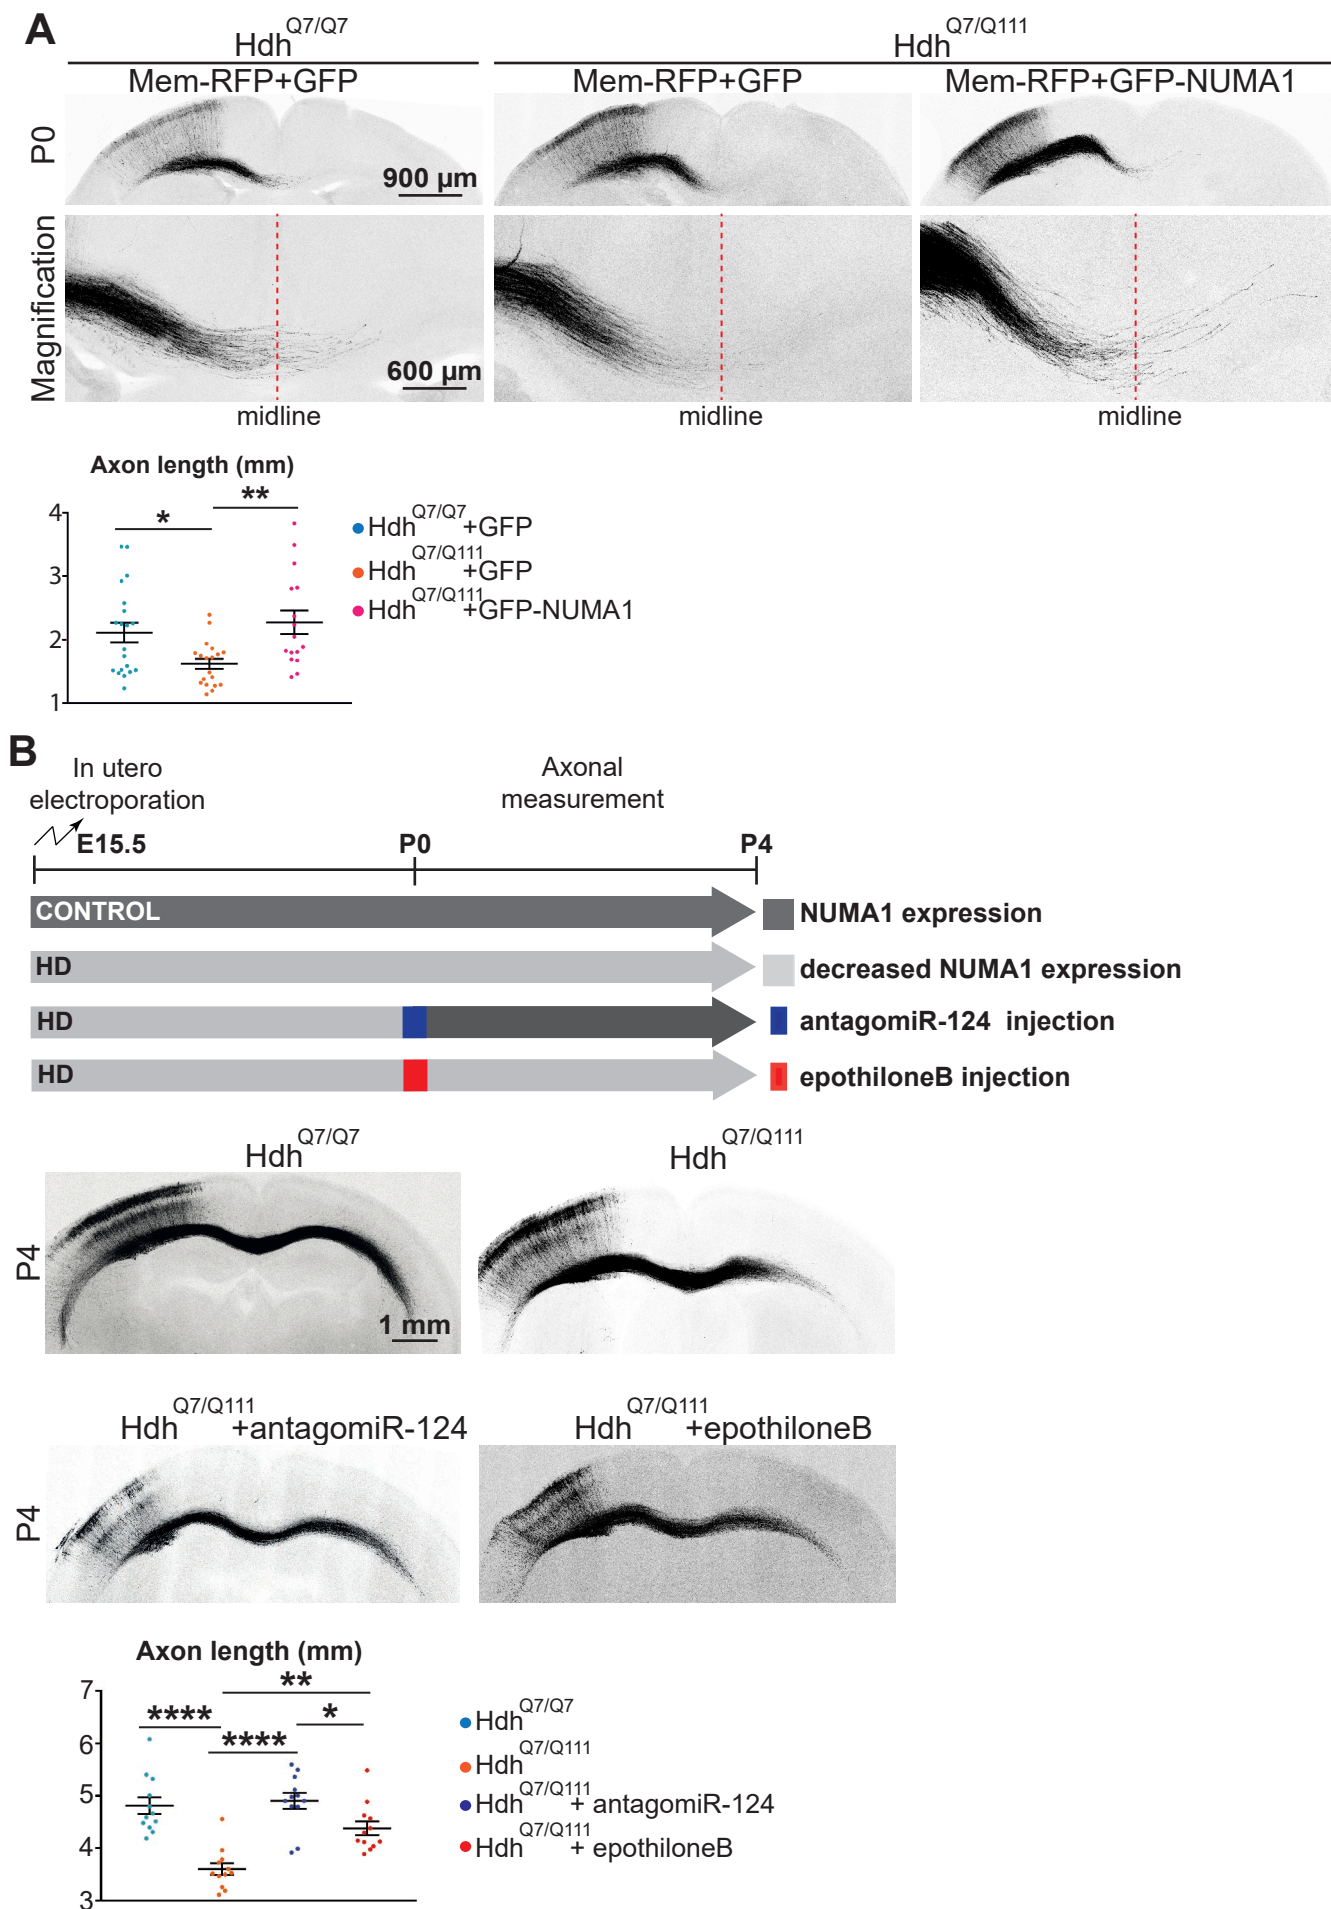 A
Hdh Q7/Q7
Hdh Q7/Q111
Mem-RFP+GFP
Mem-RFP+GFP
Mem-RFP+GFP-NUMA1
P0
900 µm
Magnification
600 µm
midline
midline
midline
Axon length (mm)
*
**
4
3
2
1
Hdh Q7/Q7 +GFP
Hdh Q7/Q111 +GFP
Hdh Q7/Q111 +GFP-NUMA1
B
In utero
electroporation
Axonal
measurement
E15.5
P0
P4
CONTROL
NUMA1 expression
HD
decreased NUMA1 expression
HD
antagomiR-124 injection
HD
epothiloneB injection
Hdh Q7/Q7
Hdh Q7/Q111
P4
1 mm
Hdh Q7/Q111 +antagomiR-124
Hdh Q7/Q111 +epothiloneB
P4
Axon length (mm)
**
****
*
****
7
6
5
4
3
Hdh Q7/Q7
Hdh Q7/Q111
Hdh Q7/Q111 + antagomiR-124
Hdh Q7/Q111 + epothiloneB